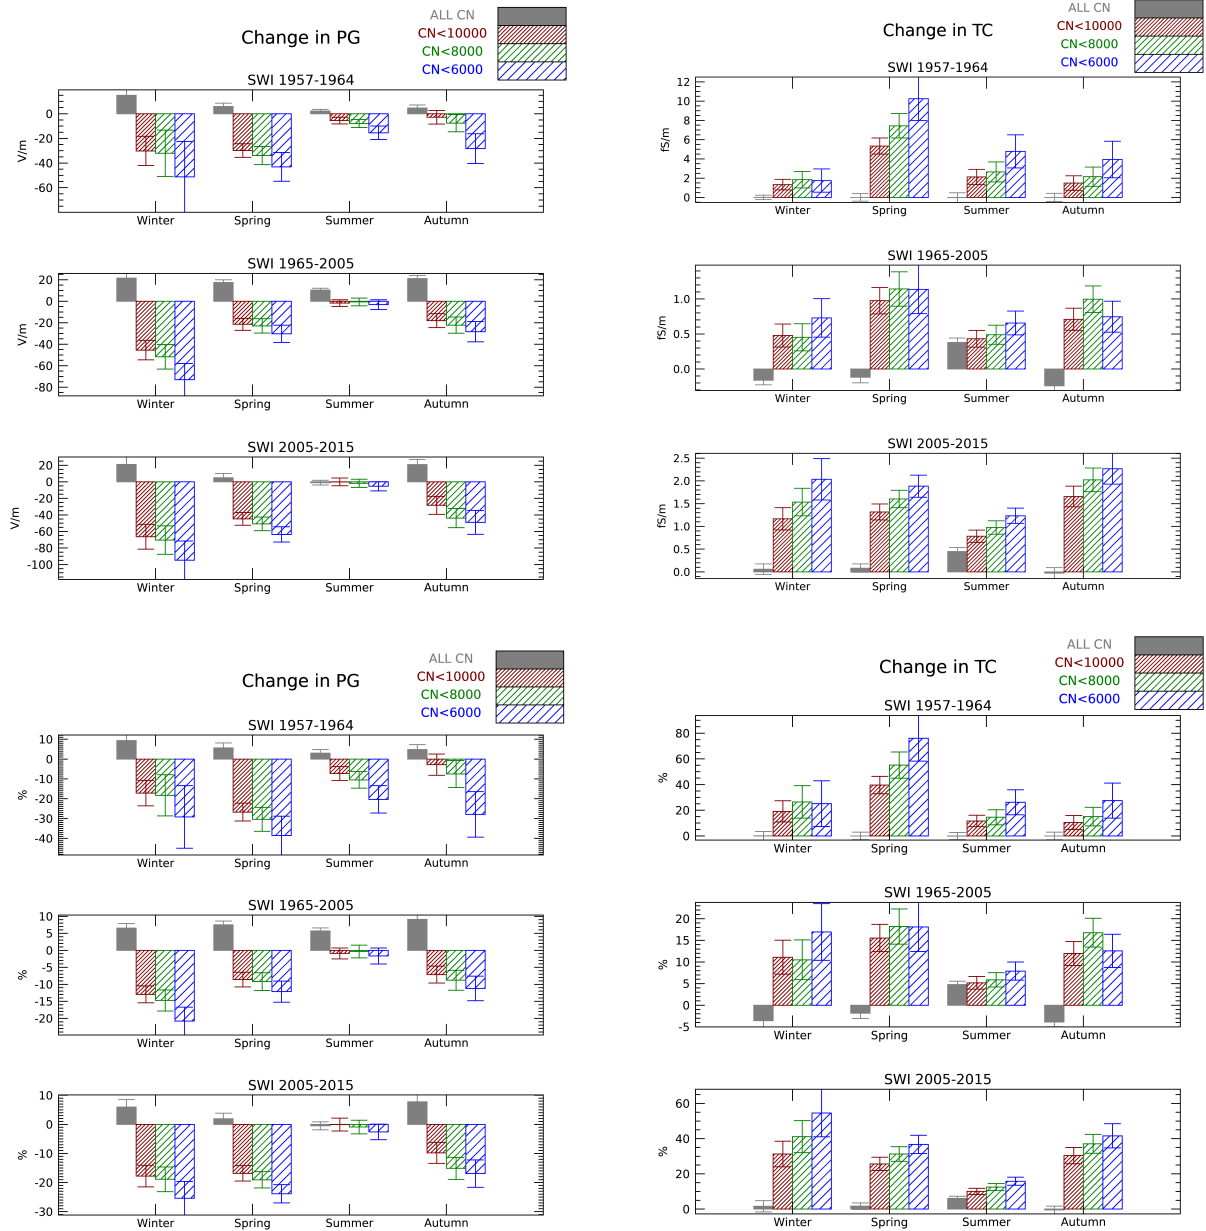 Change in PG
ALL CN
CN<10000
CN<8000
CN<6000
SWI 1957-1964
V/m
0
-20
-40
-60
Winter Spring Summer Autumn
SWI 1965-2005
V/m
20
0
-20
-40
-60
-80
Winter Spring Summer Autumn
SWI 2005-2015
V/m
20
0
-20
-40
-60
-80
-100
Winter Spring Summer Autumn
Change in TC
ALL CN
CN<10000
CN<8000
CN<6000
SWI 1957-1964
fS/m
12
10
8
6
4
2
0
Winter Spring Summer Autumn
SWI 1965-2005
fS/m
1.0
0.5
0.0
Winter Spring Summer Autumn
SWI 2005-2015
fS/m
2.5
2.0
1.5
1.0
0.5
0.0
Winter Spring Summer Autumn
Change in PG
ALL CN
CN<10000
CN<8000
CN<6000
SWI 1957-1964
%
10
0
-10
-20
-30
-40
Winter Spring Summer Autumn
SWI 1965-2005
%
10
5
0
-5
-10
-15
-20
Winter Spring Summer Autumn
SWI 2005-2015
%
10
0
-10
-20
-30
Winter Spring Summer Autumn
Change in TC
ALL CN
CN<10000
CN<8000
CN<6000
SWI 1957-1964
%
80
60
40
20
0
Winter Spring Summer Autumn
SWI 1965-2005
%
20
15
10
5
0
-5
Winter Spring Summer Autumn
SWI 2005-2015
%
60
40
20
0
Winter Spring Summer Autumn